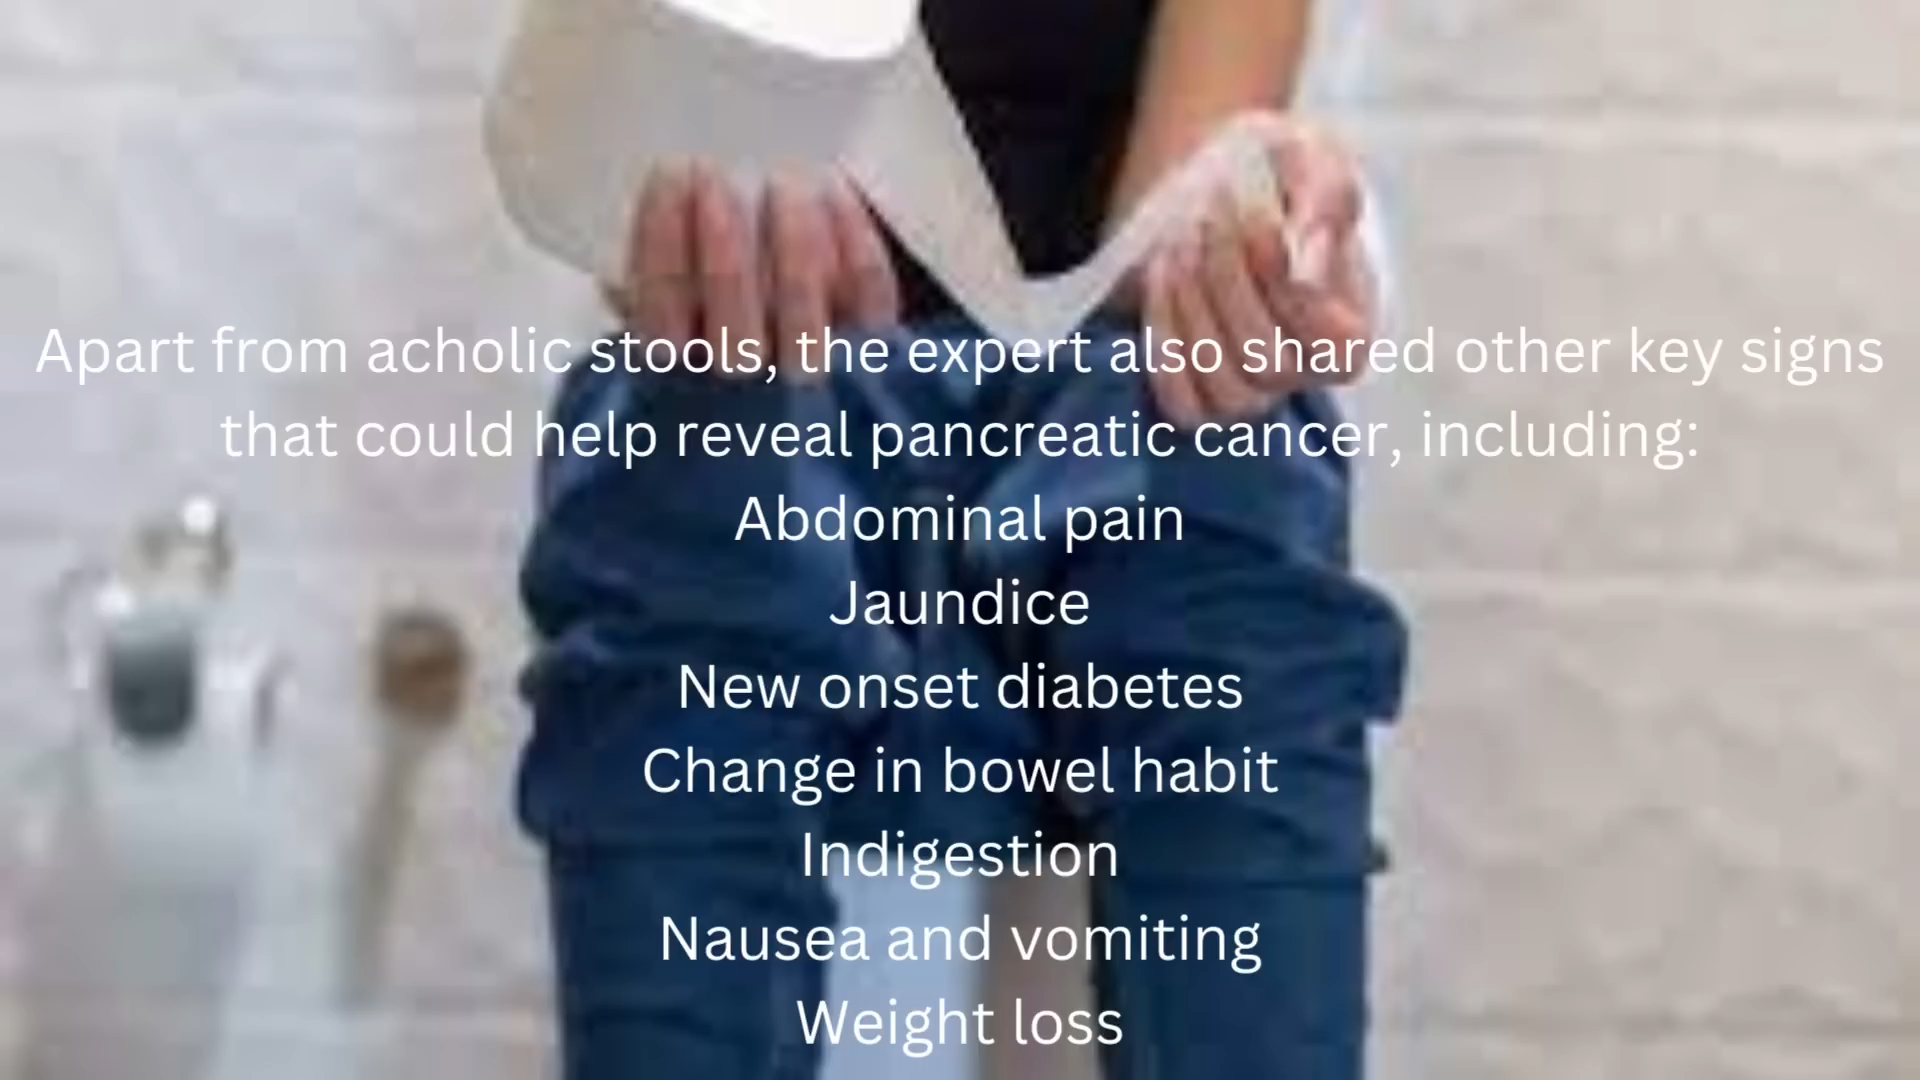 Apart from acholic stools, the expert also shared other key signs
that could help reveal pancreatic cancer, including:
Abdominal pain
Jaundice
New onset diabetes
Change in bowel habit
Indigestion
Nausea and vomiting
Weight loss